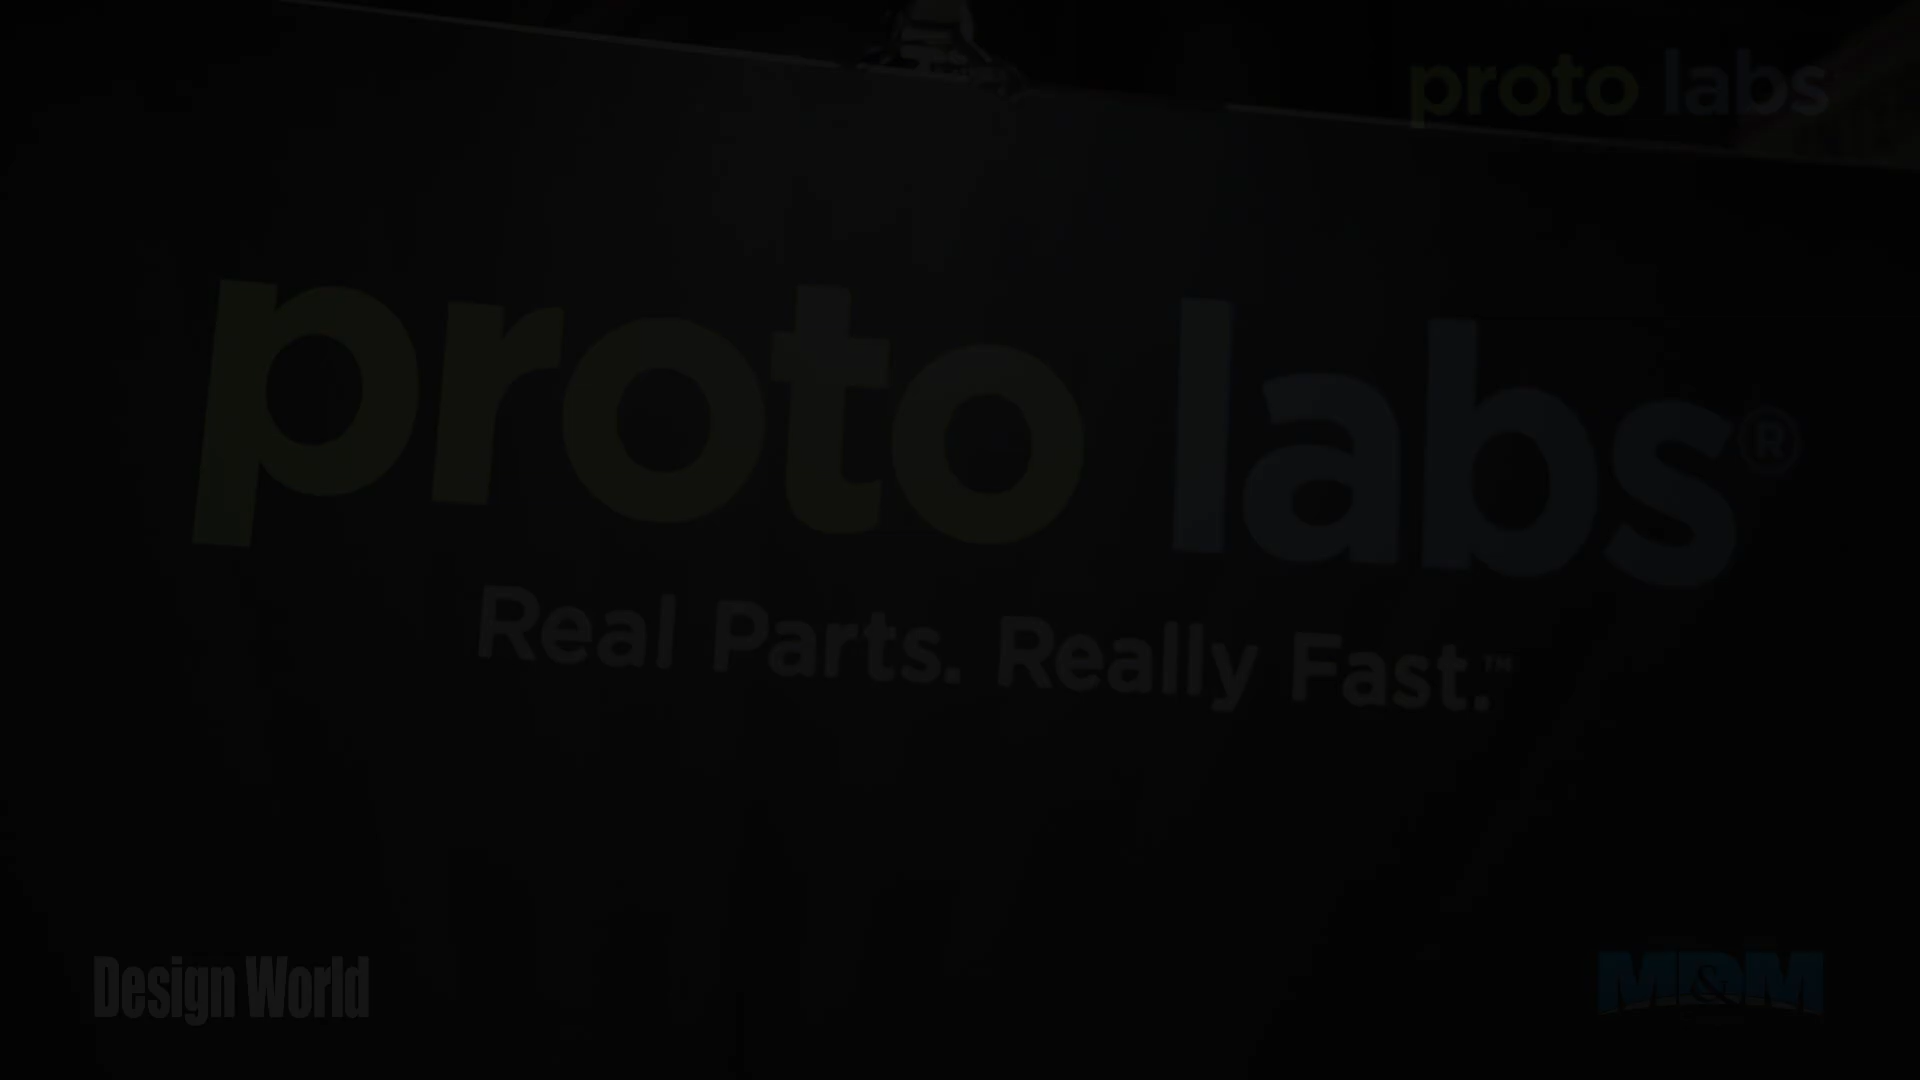 proto labs
proto labs®
Real Parts. Really Fast.™
Design World
MD&M